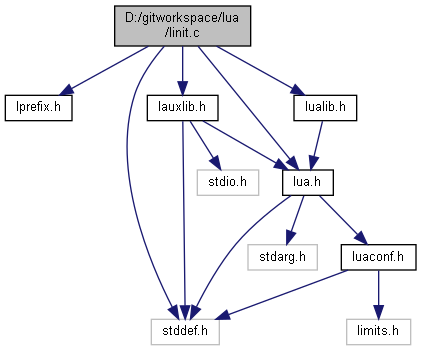 D:/gitworkspace/lua
/linit.c
lprefix.h
lauxlib.h
lualib.h
stdio.h
lua.h
stdarg.h
luaconf.h
stddef.h
limits.h